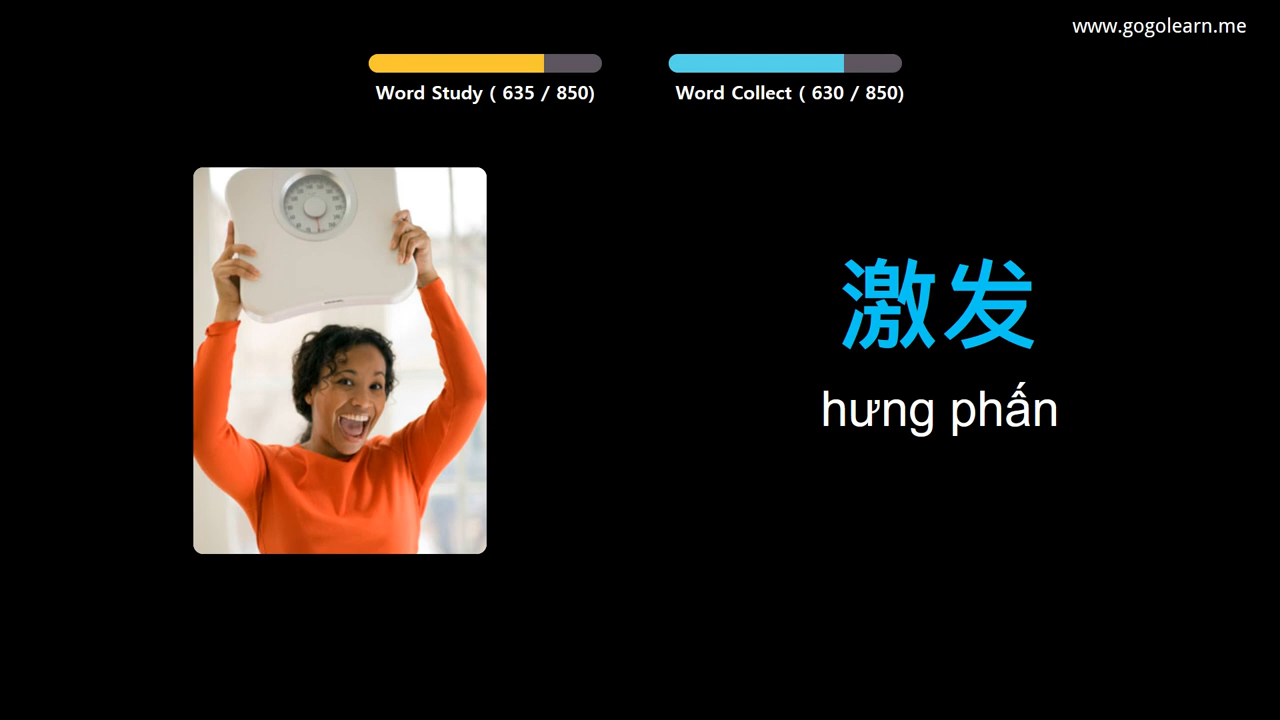 www.gogolearn.me
Word Study ( 635 / 850)
Word Collect ( 630 / 850)
激发
hưng phấn